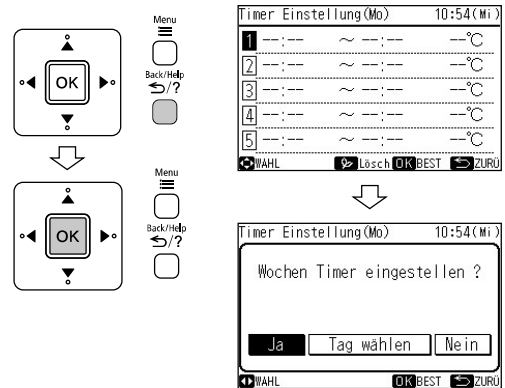 Menu
Back/Help
?
OK
Menu
Back/Help
?
OK
Timer Einstellung(Mo) 10:54(Mi)
1 --:-- ~ --:-- --°C
2 --:-- ~ --:-- --°C
3 --:-- ~ --:-- --°C
4 --:-- ~ --:-- --°C
5 --:-- ~ --:-- --°C
WAHL Lösch OK BEST ZURÜ
Timer Einstellung(Mo) 10:54(Mi)
Wochen Timer eingestellen ?
Ja Tag wählen Nein
WAHL OK BEST ZURÜ